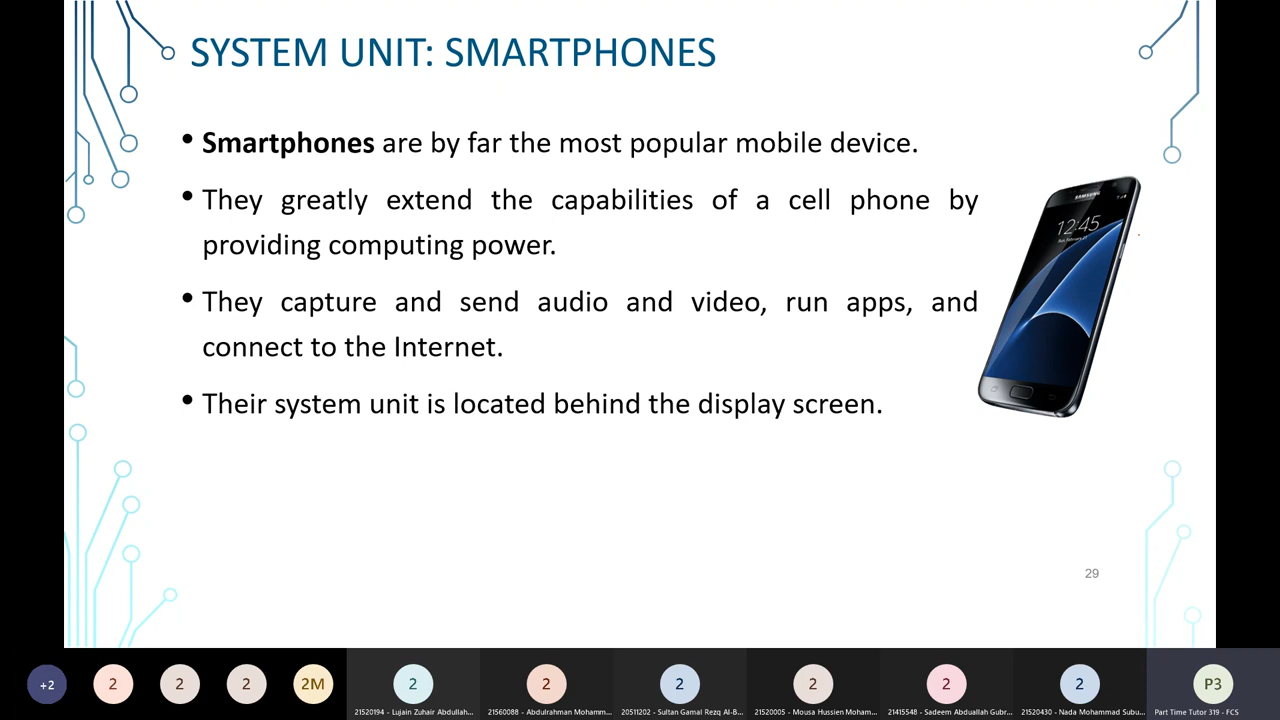 SYSTEM UNIT: SMARTPHONES
• Smartphones are by far the most popular mobile device.
• They greatly extend the capabilities of a cell phone by
providing computing power.
• They capture and send audio and video, run apps, and
connect to the Internet.
• Their system unit is located behind the display screen.
SAMSUNG
12:45
29
+2
2
2
2
2M
2
2
2
2
2
2
P3
21520194 - Lujain Zuhair Abdullah...
21560088 - Abdulrahman Mohamm...
20511202 - Sultan Gamal Rezq Al-B...
21520005 - Mousa Hussien Moham...
21415548 - Sadeem Abduallah Gubr...
21520430 - Nada Mohammad Subu...
Part Time Tutor 319 - FCS